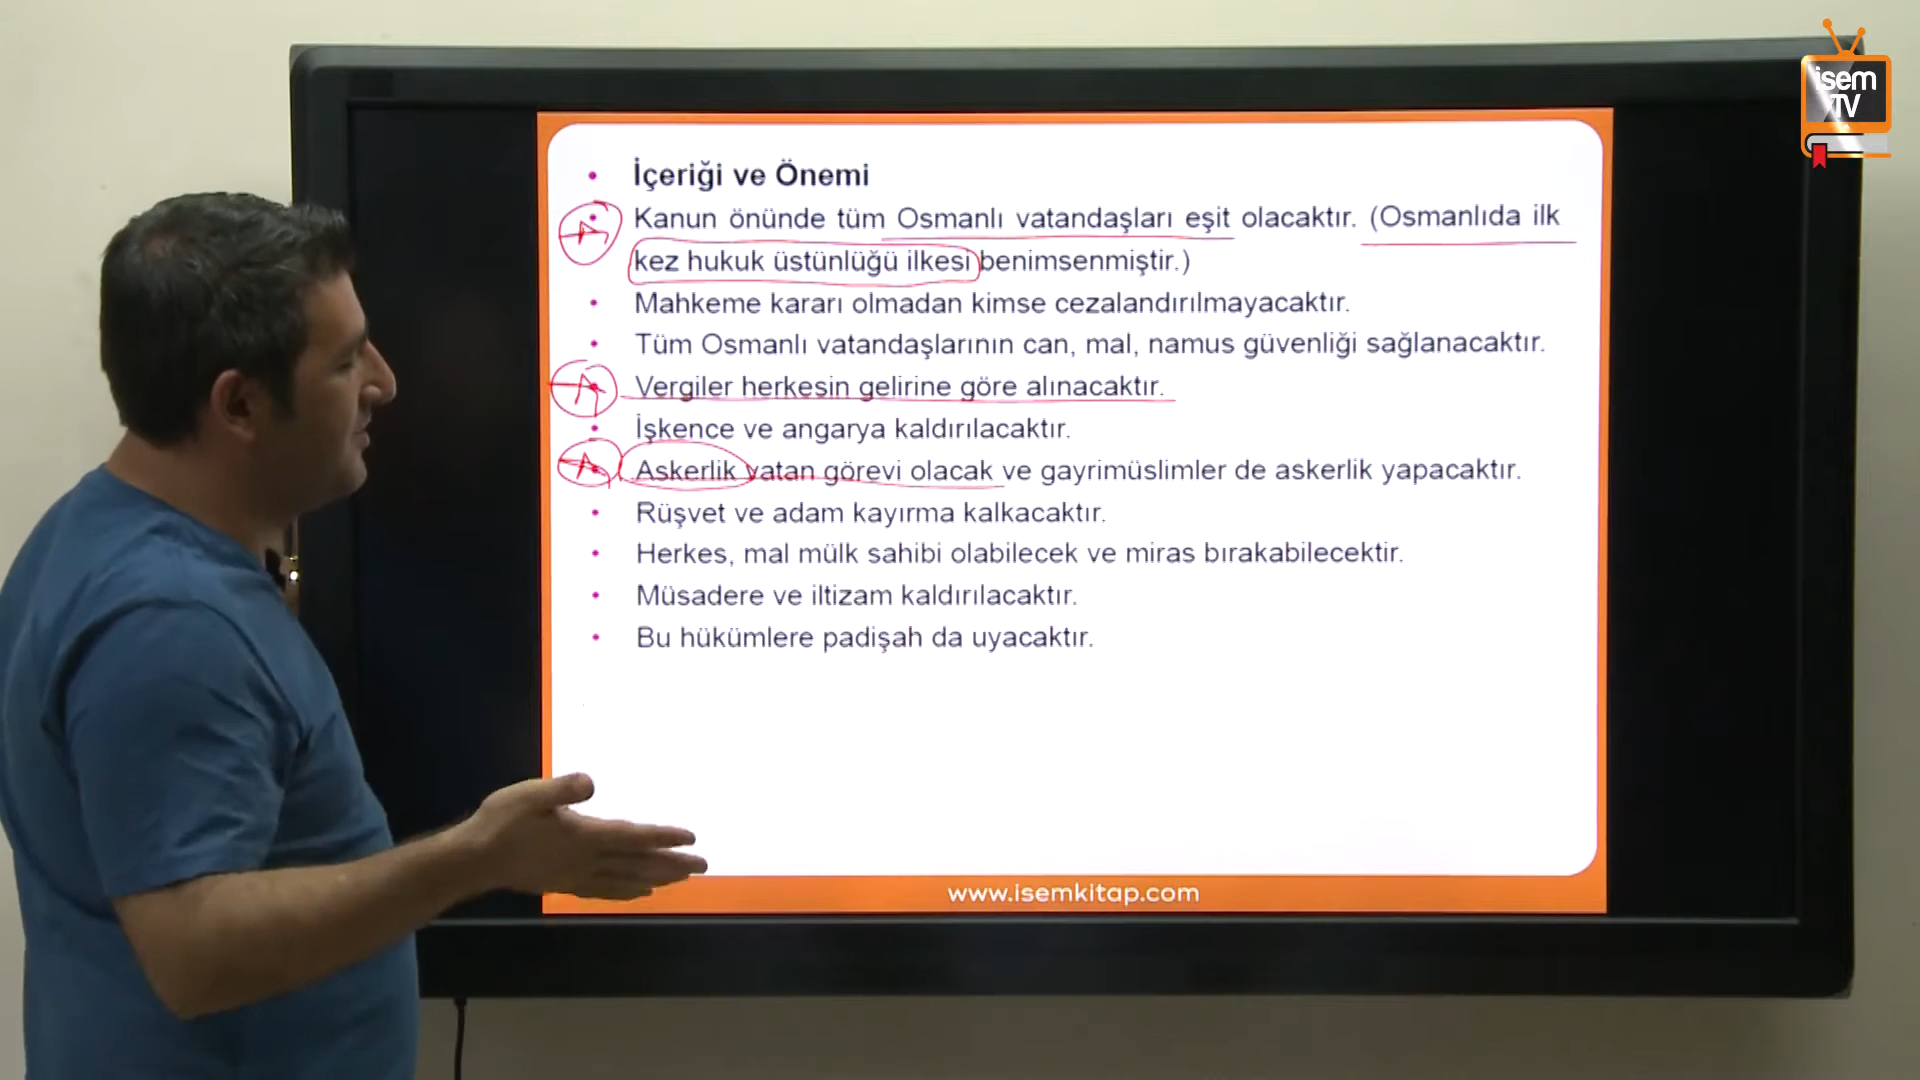 isem
TV
İçeriği ve Önemi
Kanun önünde tüm Osmanlı vatandaşları eşit olacaktır. (Osmanlıda ilk
kez hukuk üstünlüğü ilkesi benimsenmiştir.)
Mahkeme kararı olmadan kimse cezalandırılmayacaktır.
Tüm Osmanlı vatandaşlarının can, mal, namus güvenliği sağlanacaktır.
Vergiler herkesin gelirine göre alınacaktır.
İşkence ve angarya kaldırılacaktır.
Askerlik vatan görevi olacak ve gayrimüslimler de askerlik yapacaktır.
Rüşvet ve adam kayırma kalkacaktır.
Herkes, mal mülk sahibi olabilecek ve miras bırakabilecektir.
Müsadere ve iltizam kaldırılacaktır.
Bu hükümlere padişah da uyacaktır.
www.isemkitap.com